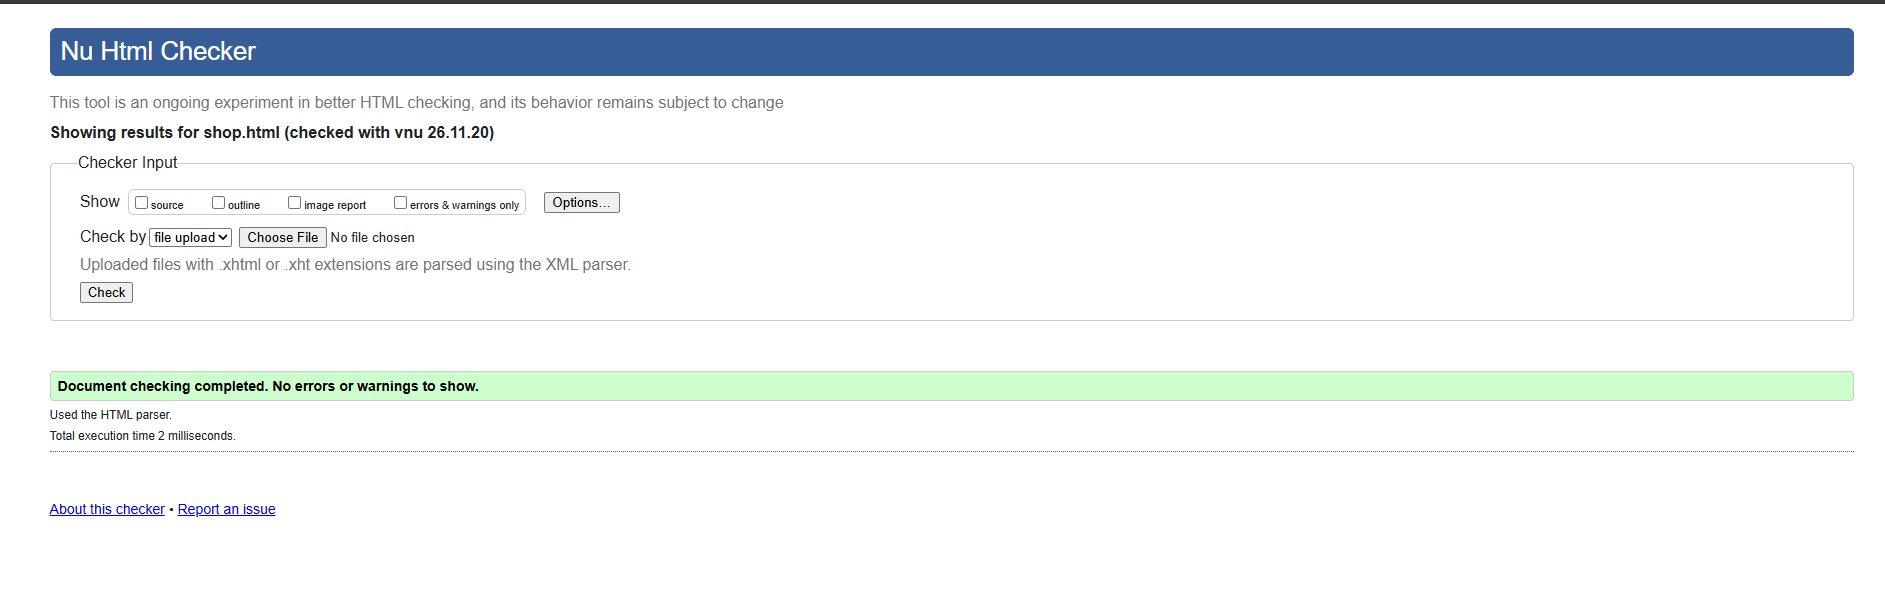 Nu Html Checker
This tool is an ongoing experiment in better HTML checking, and its behavior remains subject to change
Showing results for shop.html (checked with vnu 26.11.20)
Checker Input
Show source outline image report errors & warnings only Options...
Check by file upload Choose File No file chosen
Uploaded files with .xhtml or .xht extensions are parsed using the XML parser.
Check
Document checking completed. No errors or warnings to show.
Used the HTML parser.
Total execution time 2 milliseconds.
About this checker • Report an issue